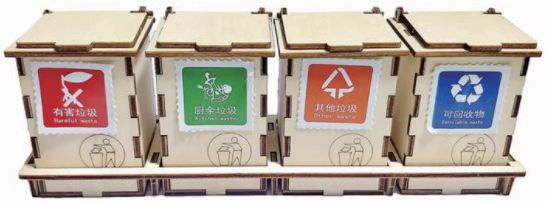 有害垃圾
Harmful waste
厨余垃圾
Kitchen waste
其他垃圾
Other waste
可回收物
Recyclable waste